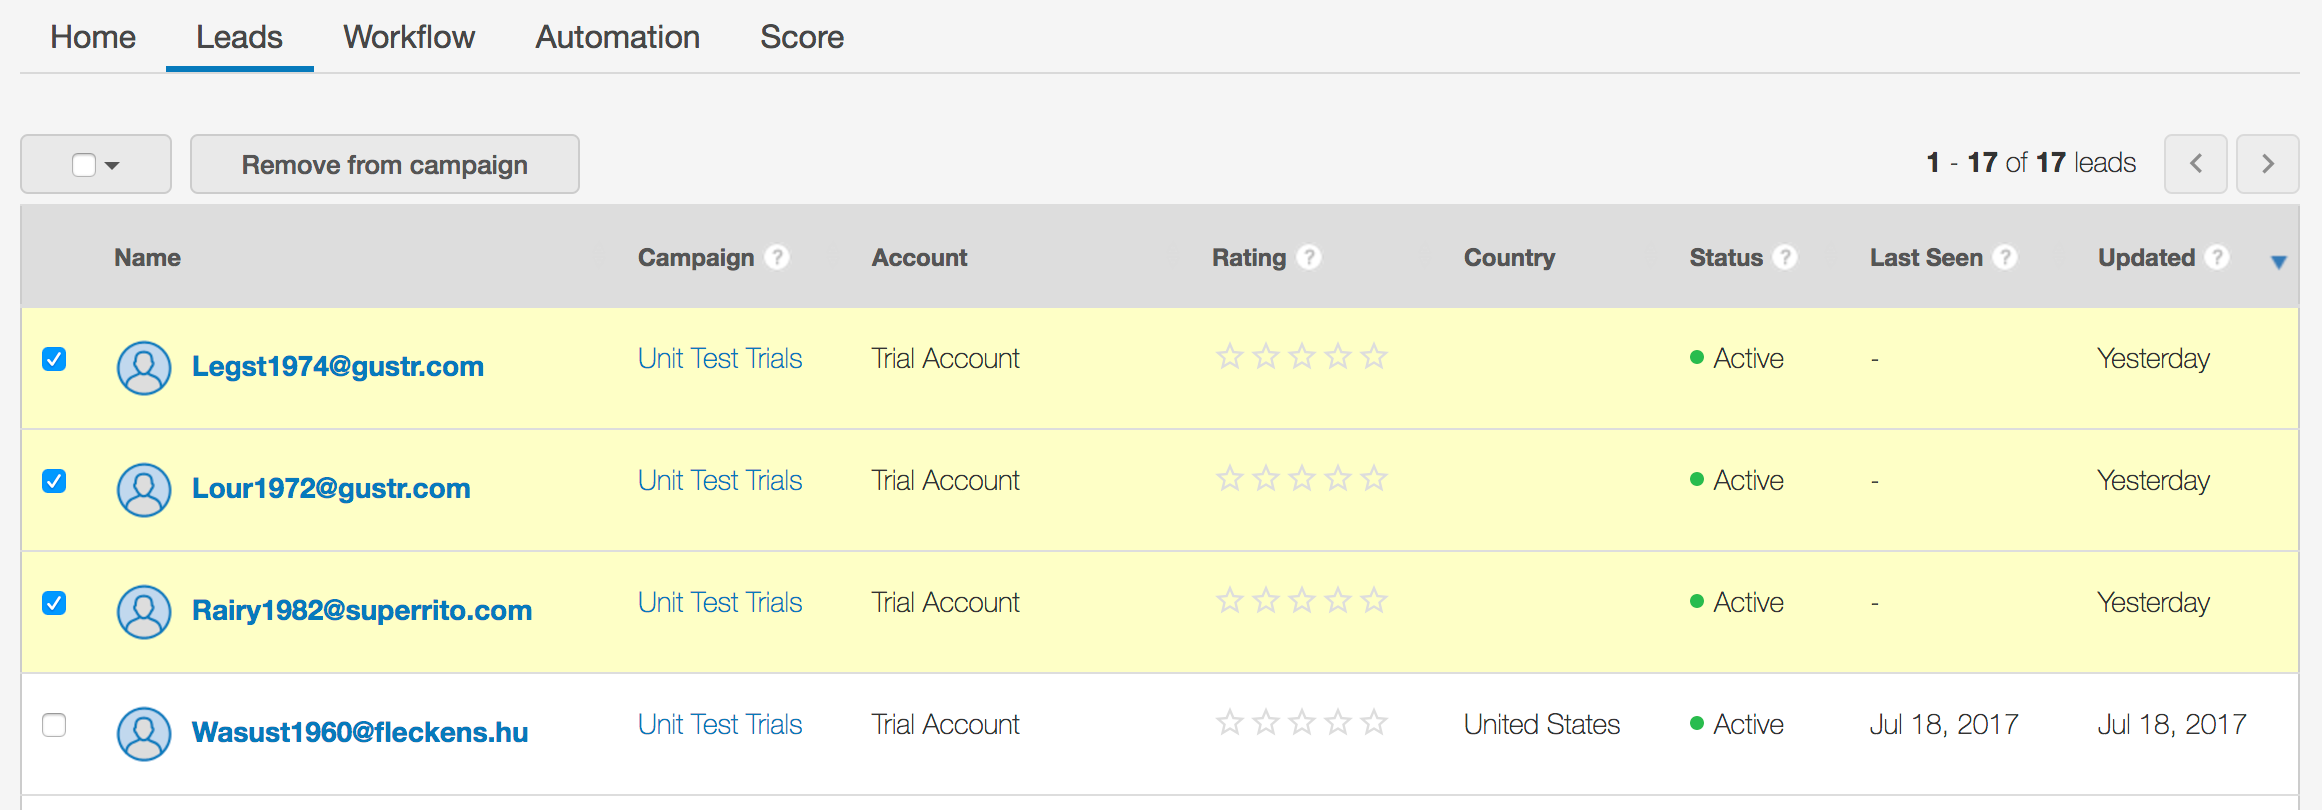 Home Leads Workflow Automation Score
Remove from campaign 1 - 17 of 17 leads
Name Campaign ? Account Rating ? Country Status ? Last Seen ? Updated ?
Legst1974@gustr.com Unit Test Trials Trial Account Active - Yesterday
Lour1972@gustr.com Unit Test Trials Trial Account Active - Yesterday
Rairy1982@superrito.com Unit Test Trials Trial Account Active - Yesterday
Wasust1960@fleckens.hu Unit Test Trials Trial Account United States Active Jul 18, 2017 Jul 18, 2017